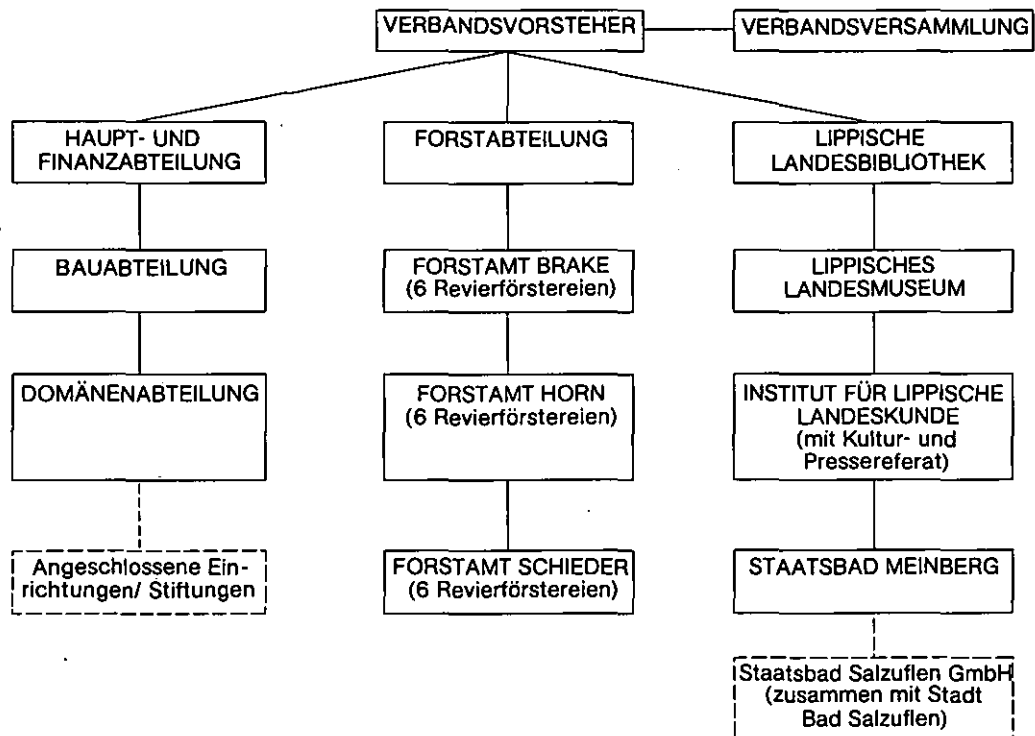 VERBANDSVORSTEHER
VERBANDSVERSAMMLUNG
HAUPT- UND
FINANZABTEILUNG
FORSTABTEILUNG
LIPPISCHE
LANDESBIBLIOTHEK
BAUABTEILUNG
FORSTAMT BRAKE
(6 Revierförstereien)
LIPPISCHES
LANDESMUSEUM
DOMÄNENABTEILUNG
FORSTAMT HORN
(6 Revierförstereien)
INSTITUT FÜR LIPPISCHE
LANDESKUNDE
(mit Kultur- und
Pressereferat)
Angeschlossene Ein-
richtungen/ Stiftungen
FORSTAMT SCHIEDER
(6 Revierförstereien)
STAATSBAD MEINBERG
Staatsbad Salzuflen GmbH
(zusammen mit Stadt
Bad Salzuflen)